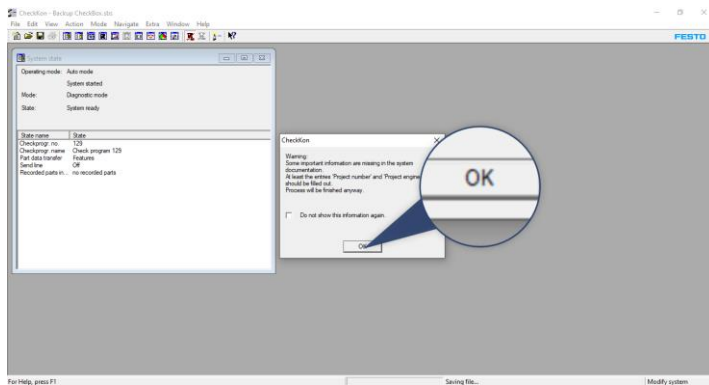 CheckKon - Backup CheckBox.sbs
File Edit View Action Mode Navigate Extra Window Help
FESTO
System state
Operating mode: Auto mode
System started
Mode: Diagnostic mode
State: System ready
State name State
Checkprogr. no. 129
Checkprogr. name Check program 129
Part data transfer Features
Send line Off
Recorded parts in... no recorded parts
CheckKon
Warning:
Some important information are missing in the system
documentation.
At least the entries 'Project number' and 'Project engine
should be filled out.
Process will be finished anyway.
Do not show this information again.
OK
OK
For Help, press F1
Saving file...
Modify system